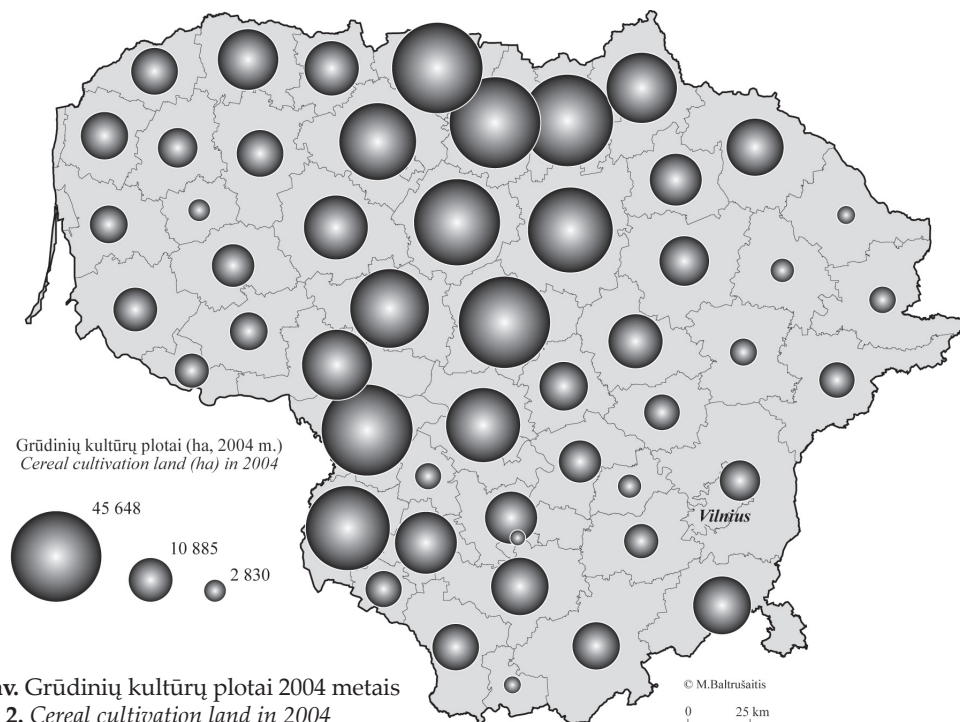 Grūdinių kultūrų plotai (ha, 2004 m.)
Cereal cultivation land (ha) in 2004
45 648
10 885
2 830
Vilnius
© M.Baltrušaitis
0 25 km
Grūdinių kultūrų plotai 2004 metais
2. Cereal cultivation land in 2004